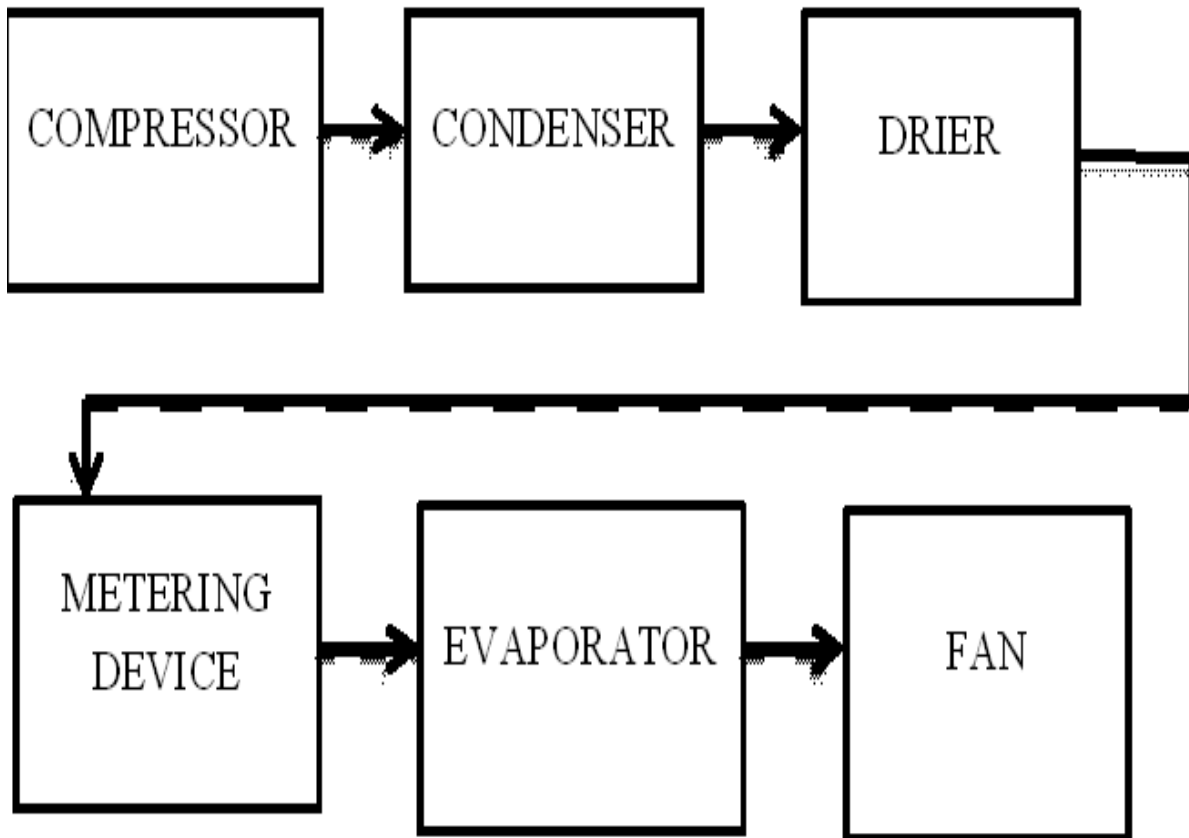 COMPRESSOR
CONDENSER
DRIER
METERING
DEVICE
EVAPORATOR
FAN